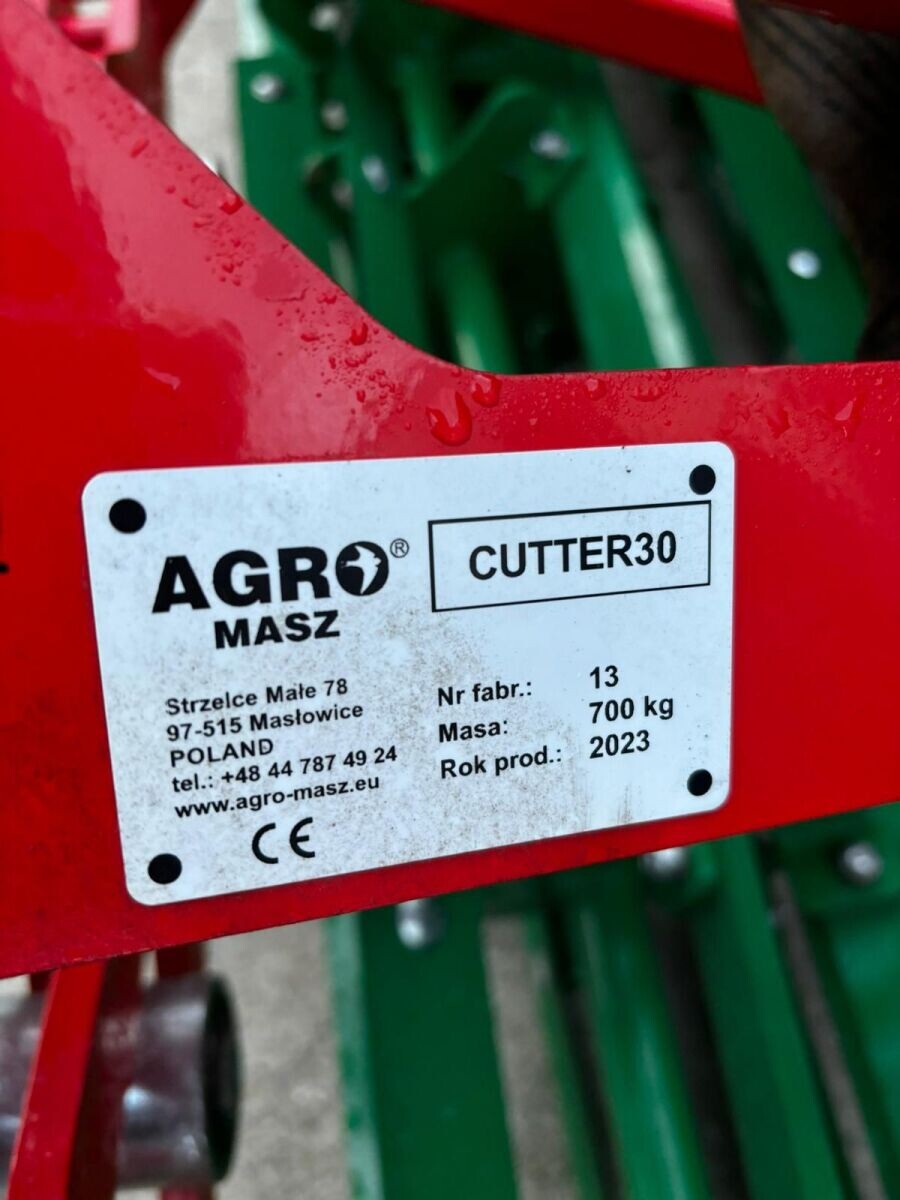 AGRO®
MASZ
CUTTER30
Strzelce Małe 78
97-515 Masłowice
POLAND
tel.: +48 44 787 49 24
www.agro-masz.eu
CE
Nr fabr.: 13
Masa: 700 kg
Rok prod.: 2023